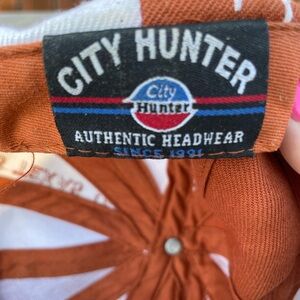 CITY HUNTER
City
Hunter
AUTHENTIC HEADWEAR
SINCE 1991